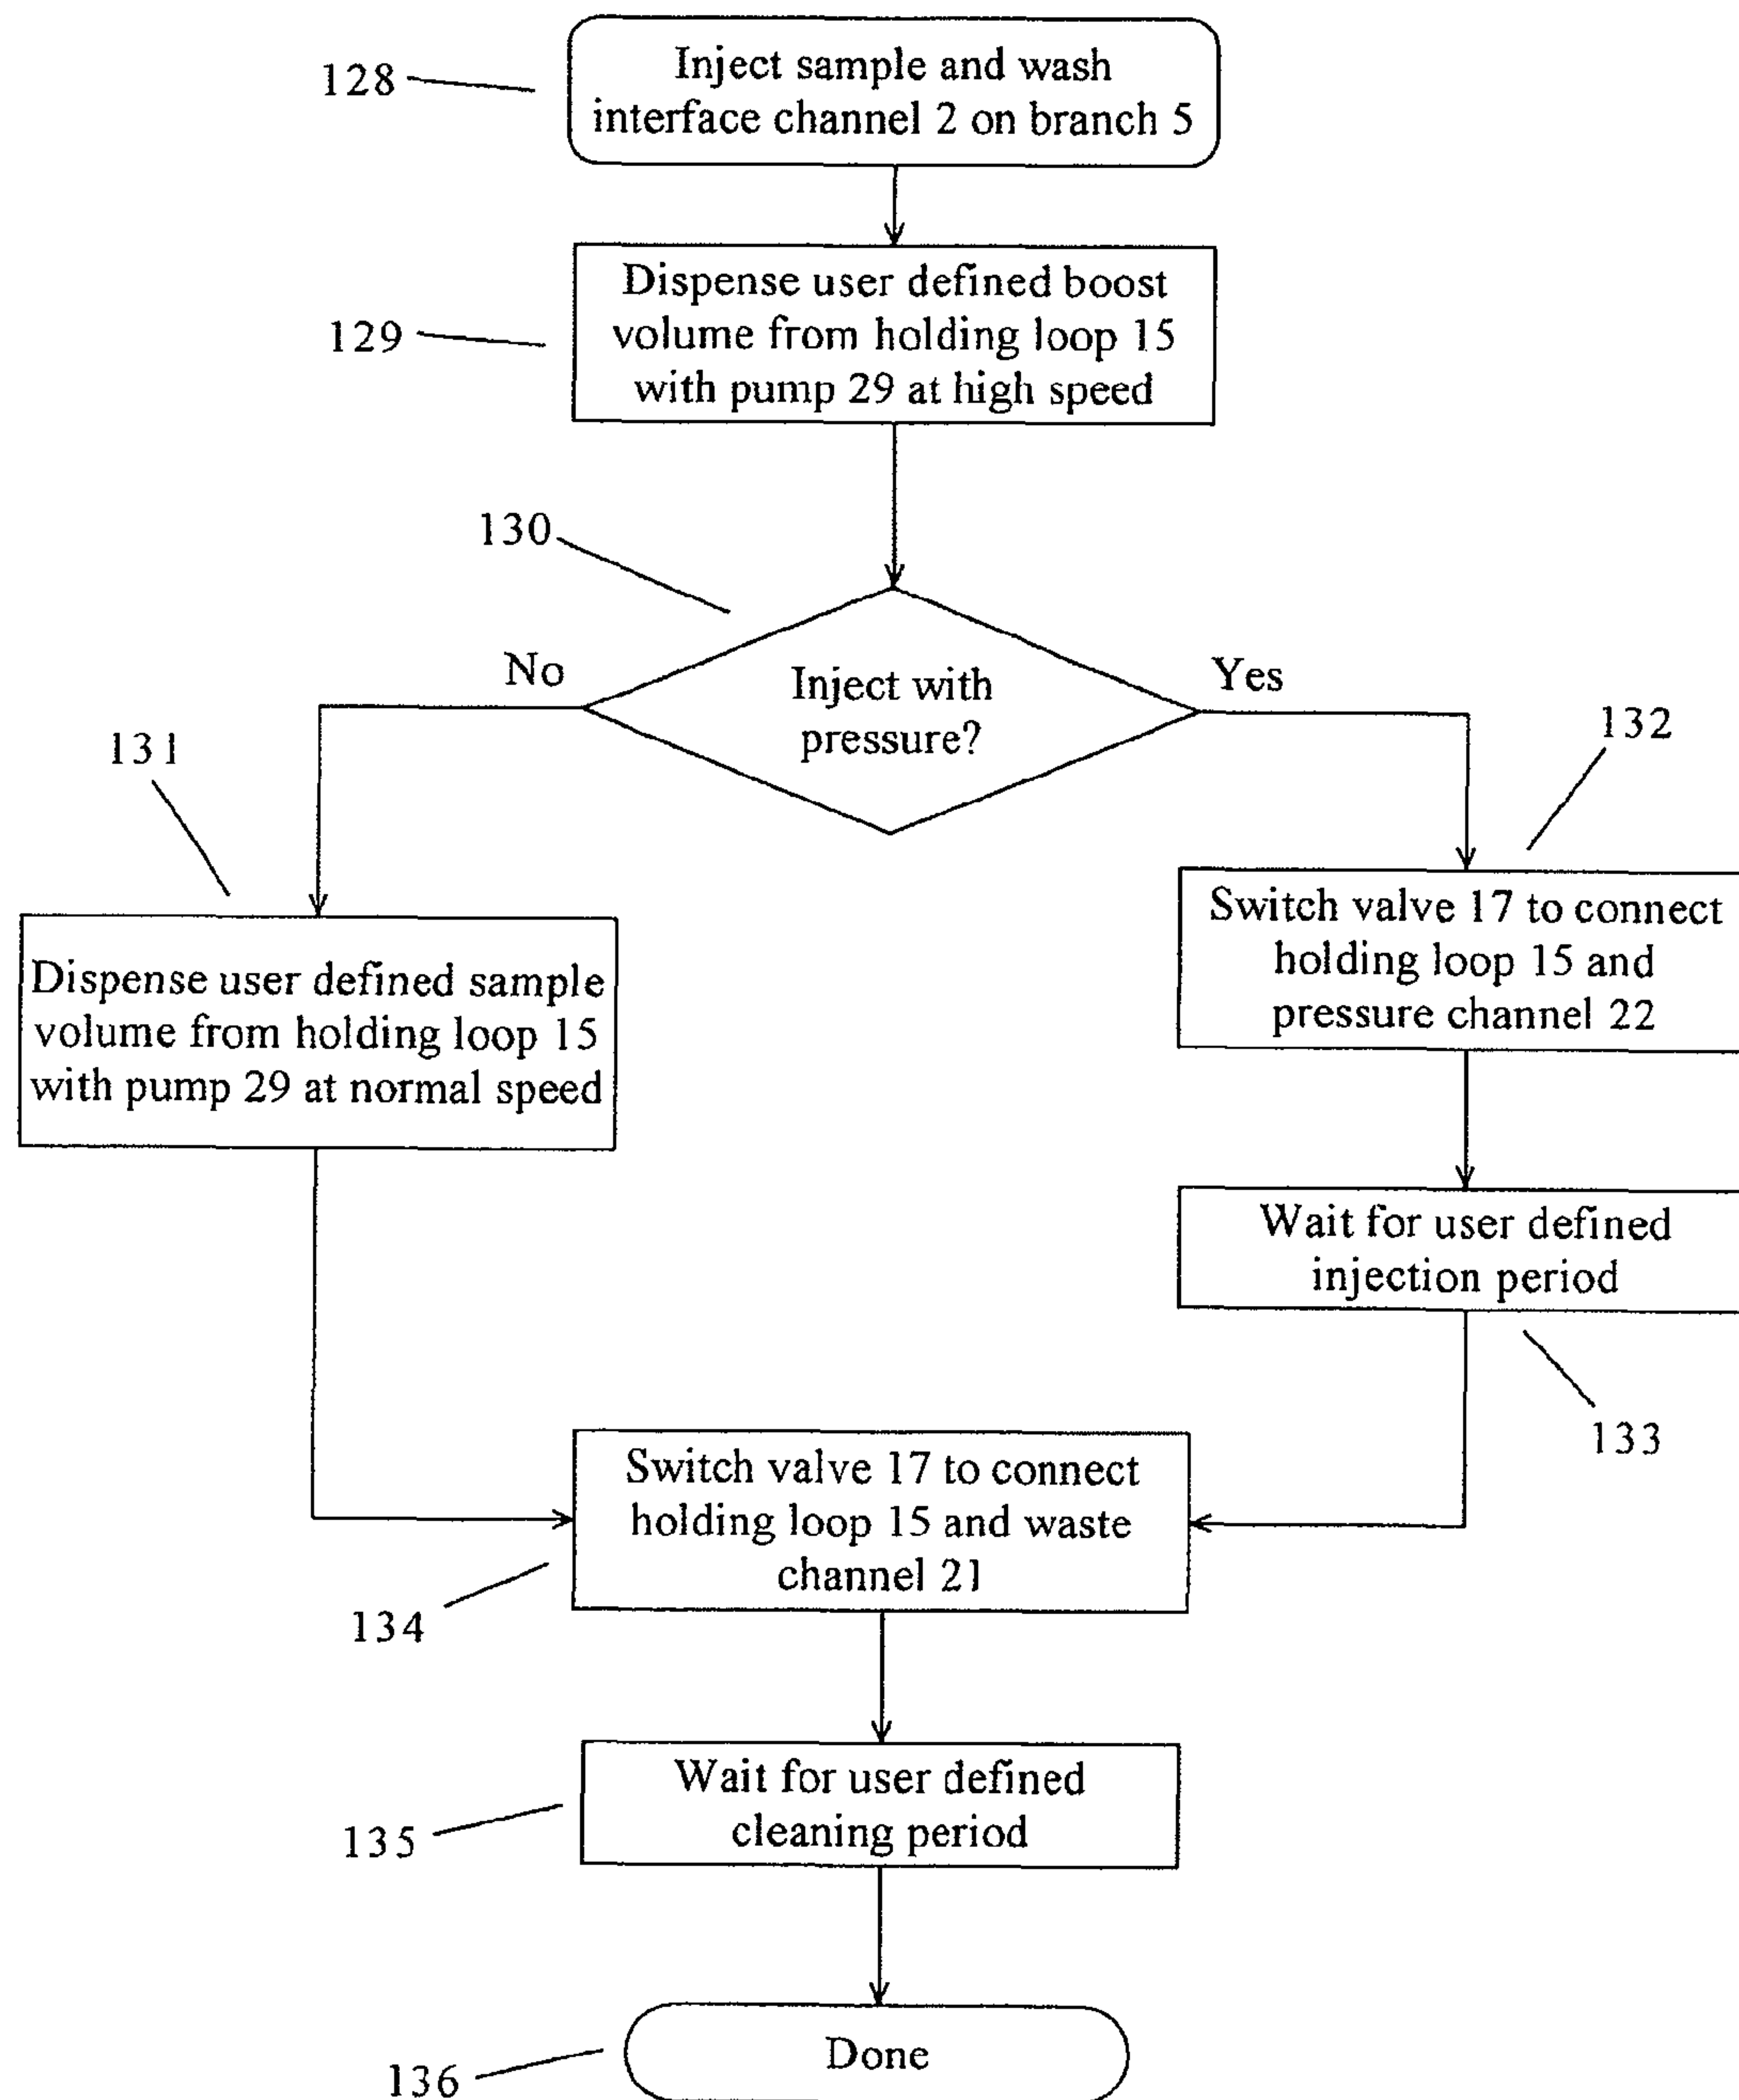 128
Inject sample and wash
interface channel 2 on branch 5
129
Dispense user defined boost
volume from holding loop 15
with pump 29 at high speed
130
Inject with
pressure?
No
Yes
131
Dispense user defined sample
volume from holding loop 15
with pump 29 at normal speed
132
Switch valve 17 to connect
holding loop 15 and
pressure channel 22
Wait for user defined
injection period
133
Switch valve 17 to connect
holding loop 15 and waste
channel 21
134
Wait for user defined
cleaning period
135
Done
136